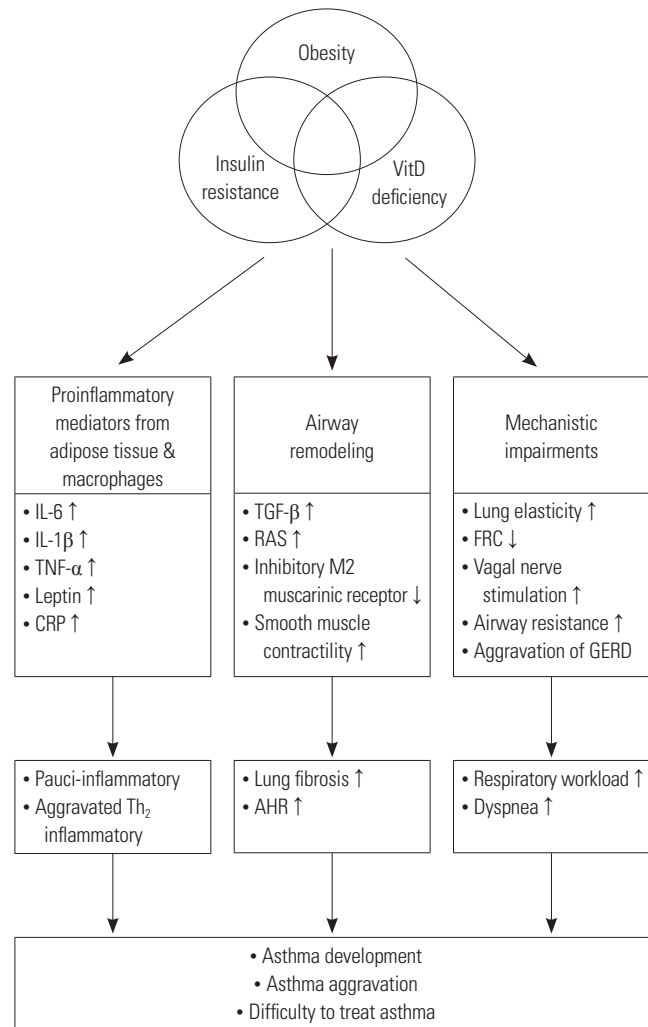 Obesity
Insulin
resistance
VitD
deficiency
Proinflammatory
mediators from
adipose tissue &
macrophages
• IL-6 ↑
• IL-1β ↑
• TNF-α ↑
• Leptin ↑
• CRP ↑
Airway
remodeling
• TGF-β ↑
• RAS ↑
• Inhibitory M2
muscarinic receptor ↓
• Smooth muscle
contractility ↑
Mechanistic
impairments
• Lung elasticity ↑
• FRC ↓
• Vagal nerve
stimulation ↑
• Airway resistance ↑
• Aggravation of GERD
• Pauci-inflammatory
• Aggravated Th₂
inflammatory
• Lung fibrosis ↑
• AHR ↑
• Respiratory workload ↑
• Dyspnea ↑
• Asthma development
• Asthma aggravation
• Difficulty to treat asthma